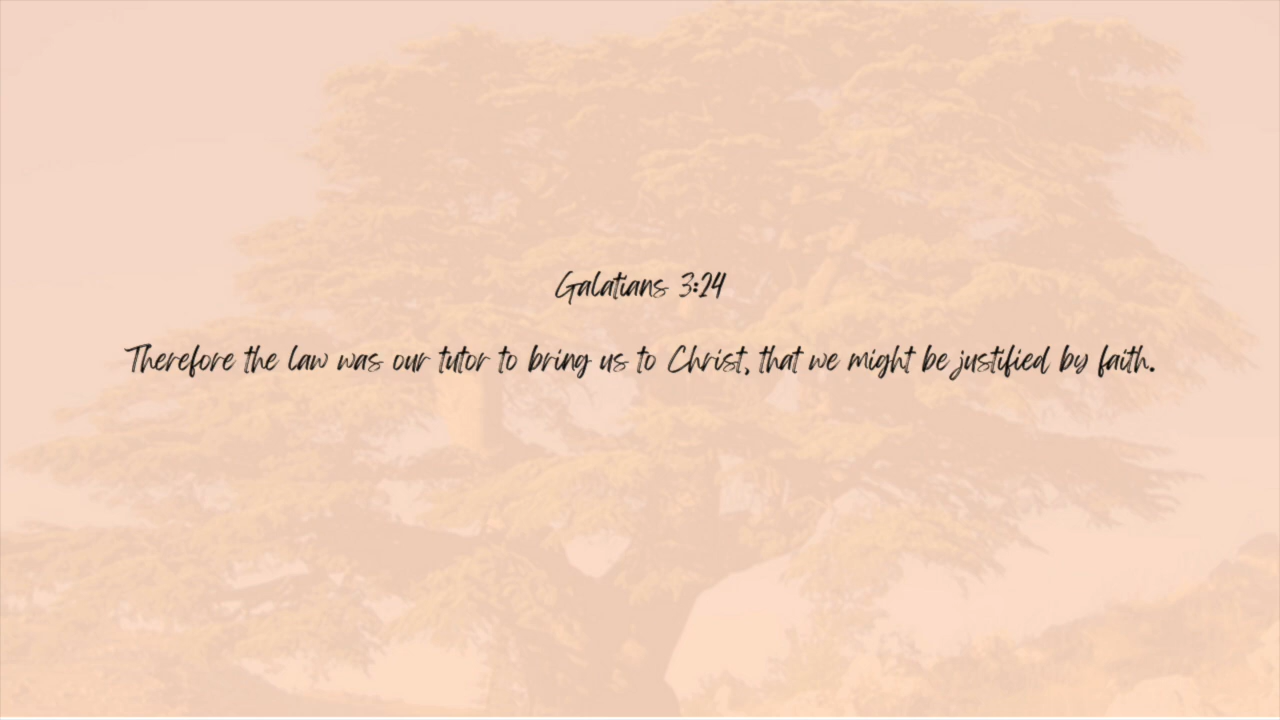 Galatians 3:24
Therefore the law was our tutor to bring us to Christ, that we might be justified by faith.